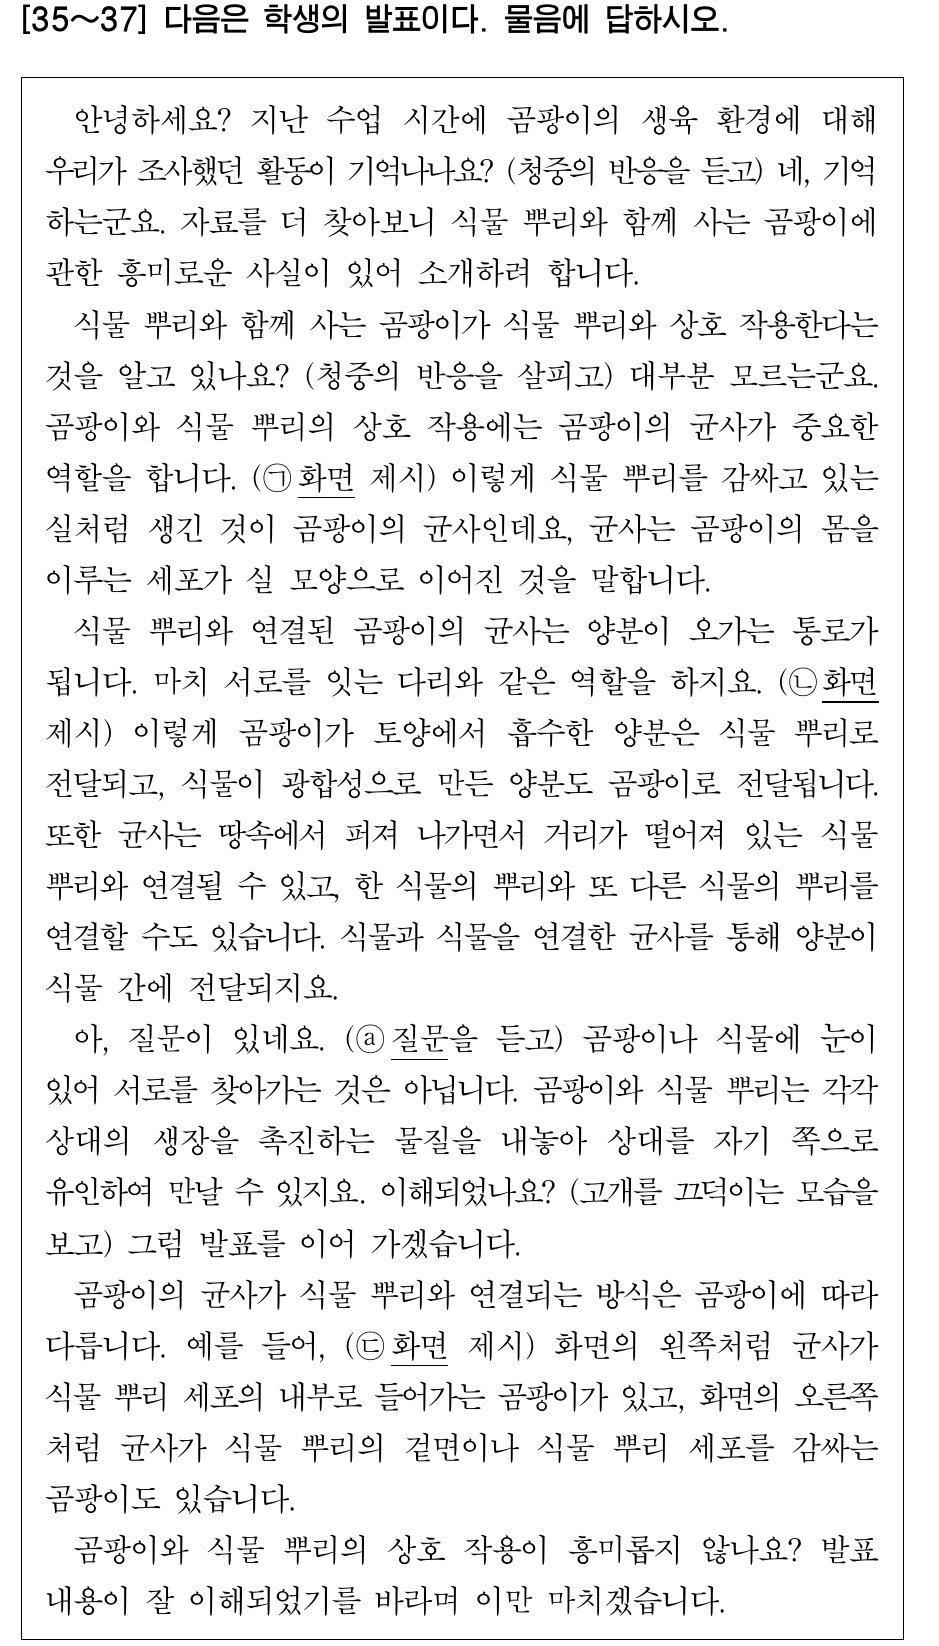 [35～37] 다음은 학생의 발표이다. 물음에 답하시오.
안녕하세요? 지난 수업 시간에 곰팡이의 생육 환경에 대해
우리가 조사했던 활동이 기억나나요? (청중의 반응을 듣고) 네, 기억
하는군요. 자료를 더 찾아보니 식물 뿌리와 함께 사는 곰팡이에
관한 흥미로운 사실이 있어 소개하려 합니다.
식물 뿌리와 함께 사는 곰팡이가 식물 뿌리와 상호 작용한다는
것을 알고 있나요? (청중의 반응을 살피고) 대부분 모르는군요.
곰팡이와 식물 뿌리의 상호 작용에는 곰팡이의 균사가 중요한
역할을 합니다. (㉠화면 제시) 이렇게 식물 뿌리를 감싸고 있는
실처럼 생긴 것이 곰팡이의 균사인데요, 균사는 곰팡이의 몸을
이루는 세포가 실 모양으로 이어진 것을 말합니다.
식물 뿌리와 연결된 곰팡이의 균사는 양분이 오가는 통로가
됩니다. 마치 서로를 잇는 다리와 같은 역할을 하지요. (㉡화면
제시) 이렇게 곰팡이가 토양에서 흡수한 양분은 식물 뿌리로
전달되고, 식물이 광합성으로 만든 양분도 곰팡이로 전달됩니다.
또한 균사는 땅속에서 퍼져 나가면서 거리가 떨어져 있는 식물
뿌리와 연결될 수 있고, 한 식물의 뿌리와 또 다른 식물의 뿌리를
연결할 수도 있습니다. 식물과 식물을 연결한 균사를 통해 양분이
식물 간에 전달되지요.
아, 질문이 있네요. (ⓐ질문을 듣고) 곰팡이나 식물에 눈이
있어 서로를 찾아가는 것은 아닙니다. 곰팡이와 식물 뿌리는 각각
상대의 생장을 촉진하는 물질을 내놓아 상대를 자기 쪽으로
유인하여 만날 수 있지요. 이해되었나요? (고개를 끄덕이는 모습을
보고) 그럼 발표를 이어 가겠습니다.
곰팡이의 균사가 식물 뿌리와 연결되는 방식은 곰팡이에 따라
다릅니다. 예를 들어, (㉢화면 제시) 화면의 왼쪽처럼 균사가
식물 뿌리 세포의 내부로 들어가는 곰팡이가 있고, 화면의 오른쪽
처럼 균사가 식물 뿌리의 겉면이나 식물 뿌리 세포를 감싸는
곰팡이도 있습니다.
곰팡이와 식물 뿌리의 상호 작용이 흥미롭지 않나요? 발표
내용이 잘 이해되었기를 바라며 이만 마치겠습니다.